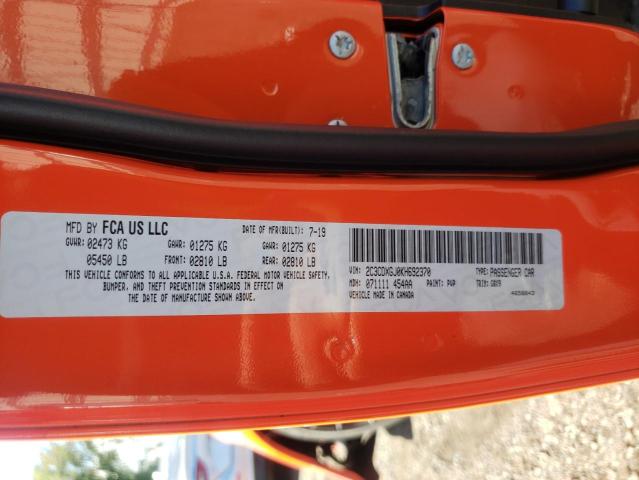 MFD BY FCA US LLC DATE OF MFR(BUILT): 7-19
GVWR: 02473 KG GAWR: 01275 KG GAWR: 01275 KG
05450 LB FRONT: 02810 LB REAR: 02810 LB
THIS VEHICLE CONFORMS TO ALL APPLICABLE U.S.A. FEDERAL MOTOR VEHICLE SAFETY,
BUMPER, AND THEFT PREVENTION STANDARDS IN EFFECT ON
THE DATE OF MANUFACTURE SHOWN ABOVE.
VIN: 2C3CDXGJ0KH692370 TYPE: PASSENGER CAR
MDH: 071111 454AA PAINT: PVP TRIM: GBX9
VEHICLE MADE IN CANADA